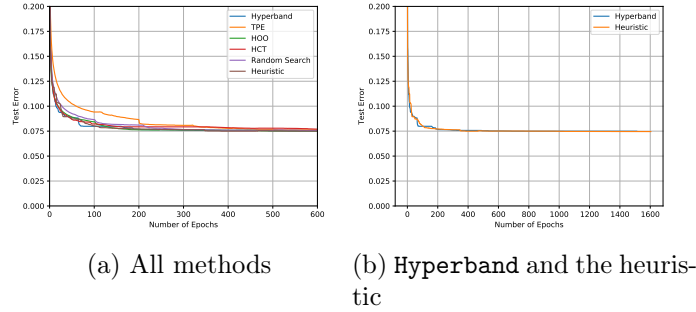 0.200
0.175
0.150
0.125
0.100
0.075
0.050
0.025
0.000
Test Error
0 100 200 300 400 500 600
Number of Epochs
Hyperband
TPE
HOO
HCT
Random Search
Heuristic
(a) All methods
0.200
0.175
0.150
0.125
0.100
0.075
0.050
0.025
0.000
Test Error
0 200 400 600 800 1000 1200 1400 1600
Number of Epochs
Hyperband
Heuristic
(b) Hyperband and the heuris-
tic